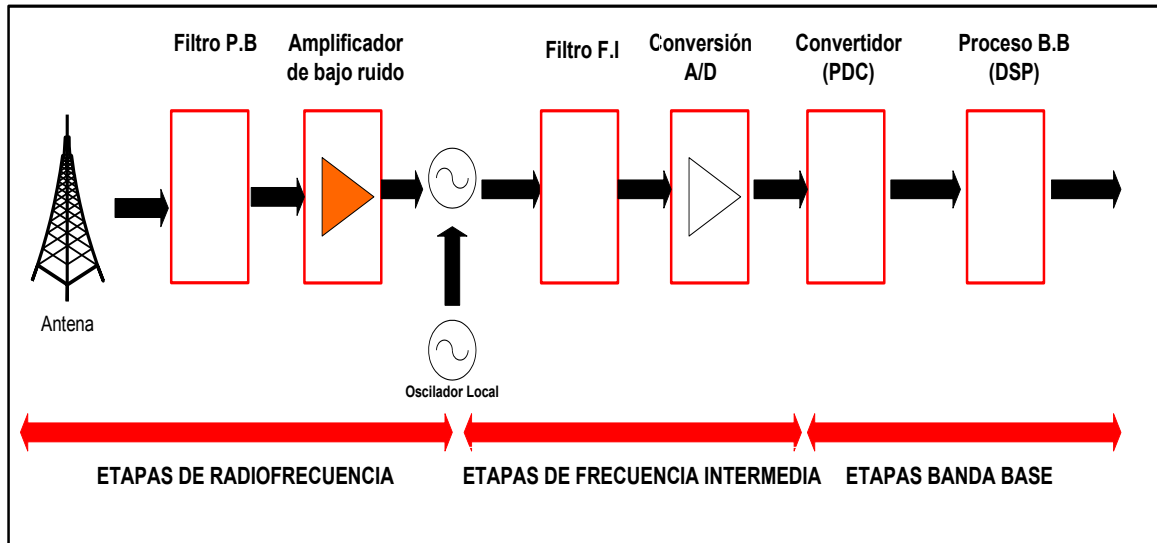 Filtro P.B
Amplificador
de bajo ruido
Filtro F.I
Conversión
A/D
Convertidor
(PDC)
Proceso B.B
(DSP)
Antena
Oscilador Local
ETAPAS DE RADIOFRECUENCIA
ETAPAS DE FRECUENCIA INTERMEDIA
ETAPAS BANDA BASE